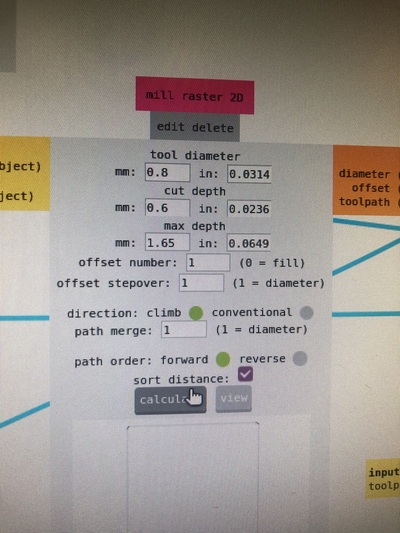 mill raster 2D
edit delete
tool diameter
mm: 0.8 in: 0.0314
cut depth
mm: 0.6 in: 0.0236
max depth
mm: 1.65 in: 0.0649
offset number: 1 (0 = fill)
offset stepover: 1 (1 = diameter)
direction: climb conventional
path merge: 1 (1 = diameter)
path order: forward reverse
sort distance:
view
bject)
ject)
diameter (
offset (
toolpath (
input
toolp